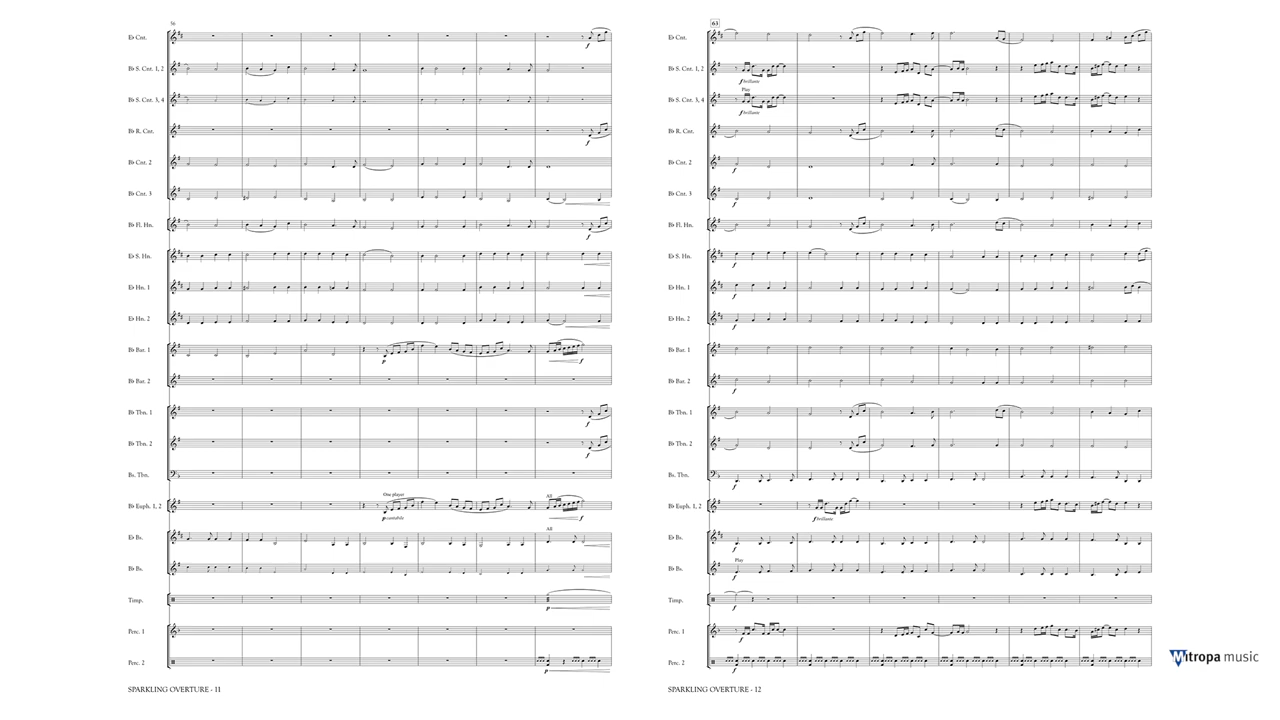 56
E♭ Cnt.
B♭ S. Cnt. 1, 2
B♭ S. Cnt. 3, 4
B♭ R. Cnt.
B♭ Cnt. 2
B♭ Cnt. 3
B♭ Fl. Hn.
E♭ S. Hn.
E♭ Hn. 1
E♭ Hn. 2
B♭ Bar. 1
B♭ Bar. 2
B♭ Tbn. 1
B♭ Tbn. 2
Bs. Tbn.
B♭ Euph. 1, 2
E♭ Bs.
B♭ Bs.
Timp.
Perc. 1
Perc. 2
f
f
f
p
f
f
f
One player
All
p cantabile
f
All
p
p
SPARKLING OVERTURE - 11
63
E♭ Cnt.
B♭ S. Cnt. 1, 2
f brillante
Play
B♭ S. Cnt. 3, 4
f brillante
B♭ R. Cnt.
B♭ Cnt. 2
f
B♭ Cnt. 3
f
B♭ Fl. Hn.
E♭ S. Hn.
f
E♭ Hn. 1
f
E♭ Hn. 2
f
B♭ Bar. 1
B♭ Bar. 2
B♭ Tbn. 1
B♭ Tbn. 2
Bs. Tbn.
f
B♭ Euph. 1, 2
f brillante
E♭ Bs.
f
Play
B♭ Bs.
f
Timp.
f
Perc. 1
f
Perc. 2
f
SPARKLING OVERTURE - 12
Mitropa music